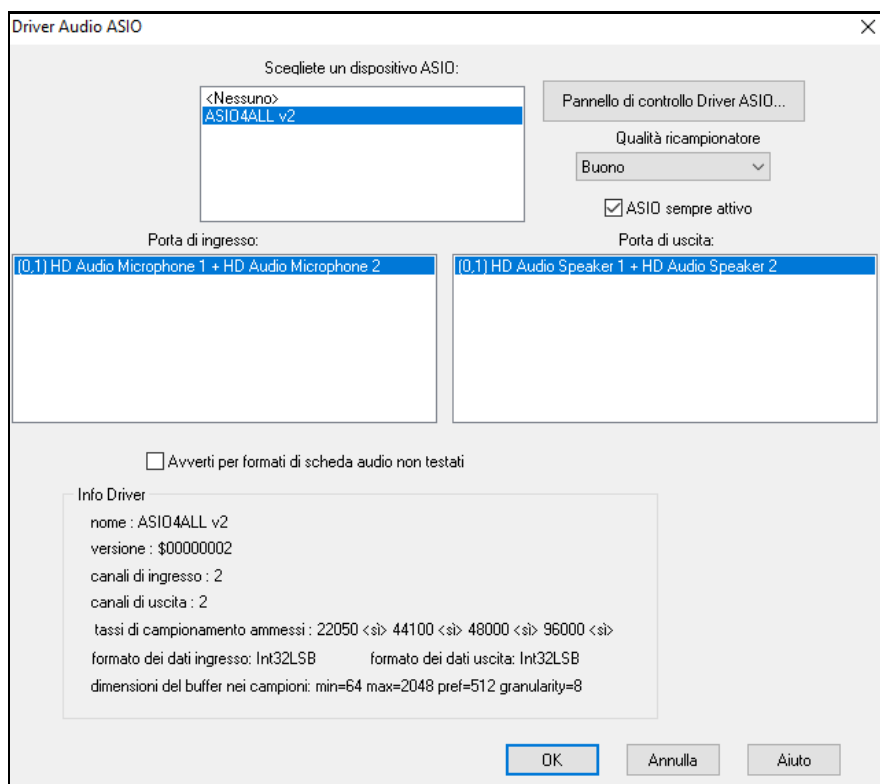 Driver Audio ASIO
Scegliete un dispositivo ASIO:
<Nessuno>
ASIO4ALL v2
Pannello di controllo Driver ASIO...
Qualità ricampionatore
Buono
ASIO sempre attivo
Porta di ingresso:
Porta di uscita:
(0,1) HD Audio Microphone 1 + HD Audio Microphone 2
(0,1) HD Audio Speaker 1 + HD Audio Speaker 2
Avverti per formati di scheda audio non testati
Info Driver
nome : ASIO4ALL v2
versione : $00000002
canali di ingresso : 2
canali di uscita : 2
tassi di campionamento ammessi : 22050 <sì> 44100 <sì> 48000 <sì> 96000 <sì>
formato dei dati ingresso: Int32LSB formato dei dati uscita: Int32LSB
dimensioni del buffer nei campioni: min=64 max=2048 pref=512 granularity=8
OK Annulla Aiuto